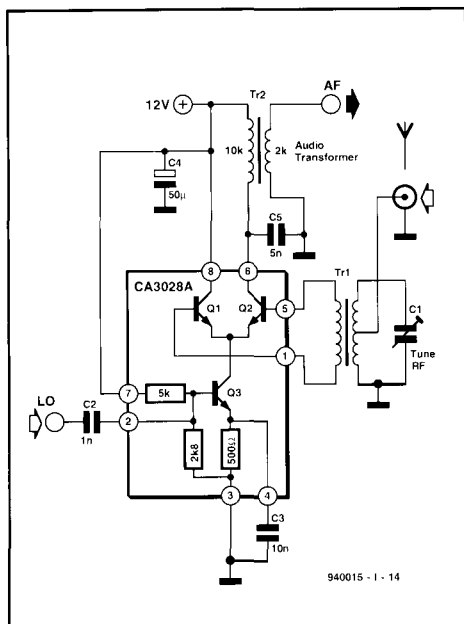 12V
Tr2
AF
10k
2k
Audio
Transformer
C4
50µ
C5
5n
8
6
CA3028A
Tr1
Q1
Q2
5
C1
1
Tune
RF
Q3
7
5k
LO
C2
1n
2
2k8
500Ω
3
4
C3
10n
940015 - I - 14